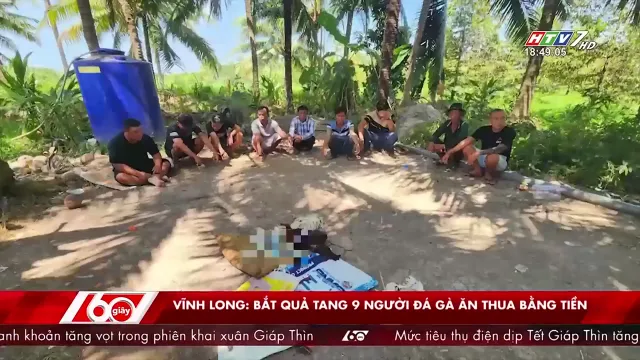 HTV7 HD
18:49:05
60 giây
VĨNH LONG: BẮT QUẢ TANG 9 NGƯỜI ĐÁ GÀ ĂN THUA BẰNG TIỀN
anh khoản tăng vọt trong phiên khai xuân Giáp Thìn
60 giây
Mức tiêu thụ điện dịp Tết Giáp Thìn tăng